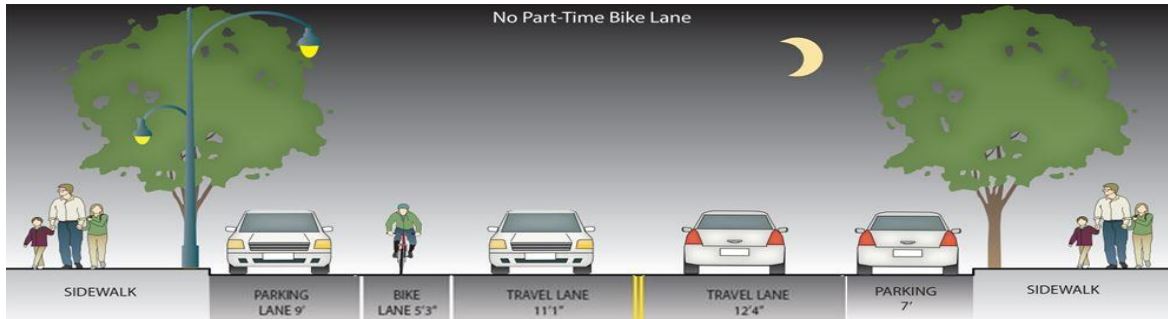 No Part-Time Bike Lane
SIDEWALK
PARKING
LANE 9'
BIKE
LANE 5'3"
TRAVEL LANE
11'1"
TRAVEL LANE
12'4"
PARKING
7'
SIDEWALK